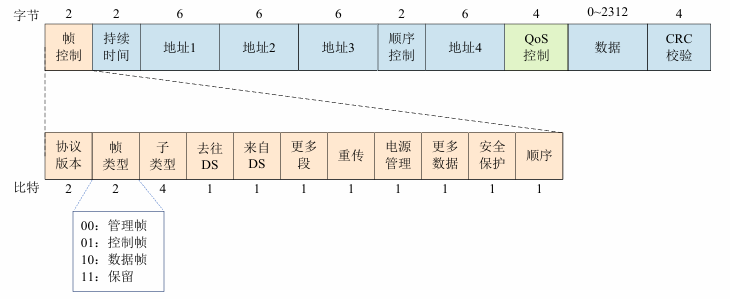 字节 2 2 6 6 6 2 6 4 0~2312 4
帧控制 持续时间 地址1 地址2 地址3 顺序控制 地址4 QoS控制 数据 CRC校验
协议版本 帧类型 子类型 去往DS 来自DS 更多段 重传 电源管理 更多数据 安全保护 顺序
比特 2 2 4 1 1 1 1 1 1 1 1
00：管理帧
01：控制帧
10：数据帧
11：保留